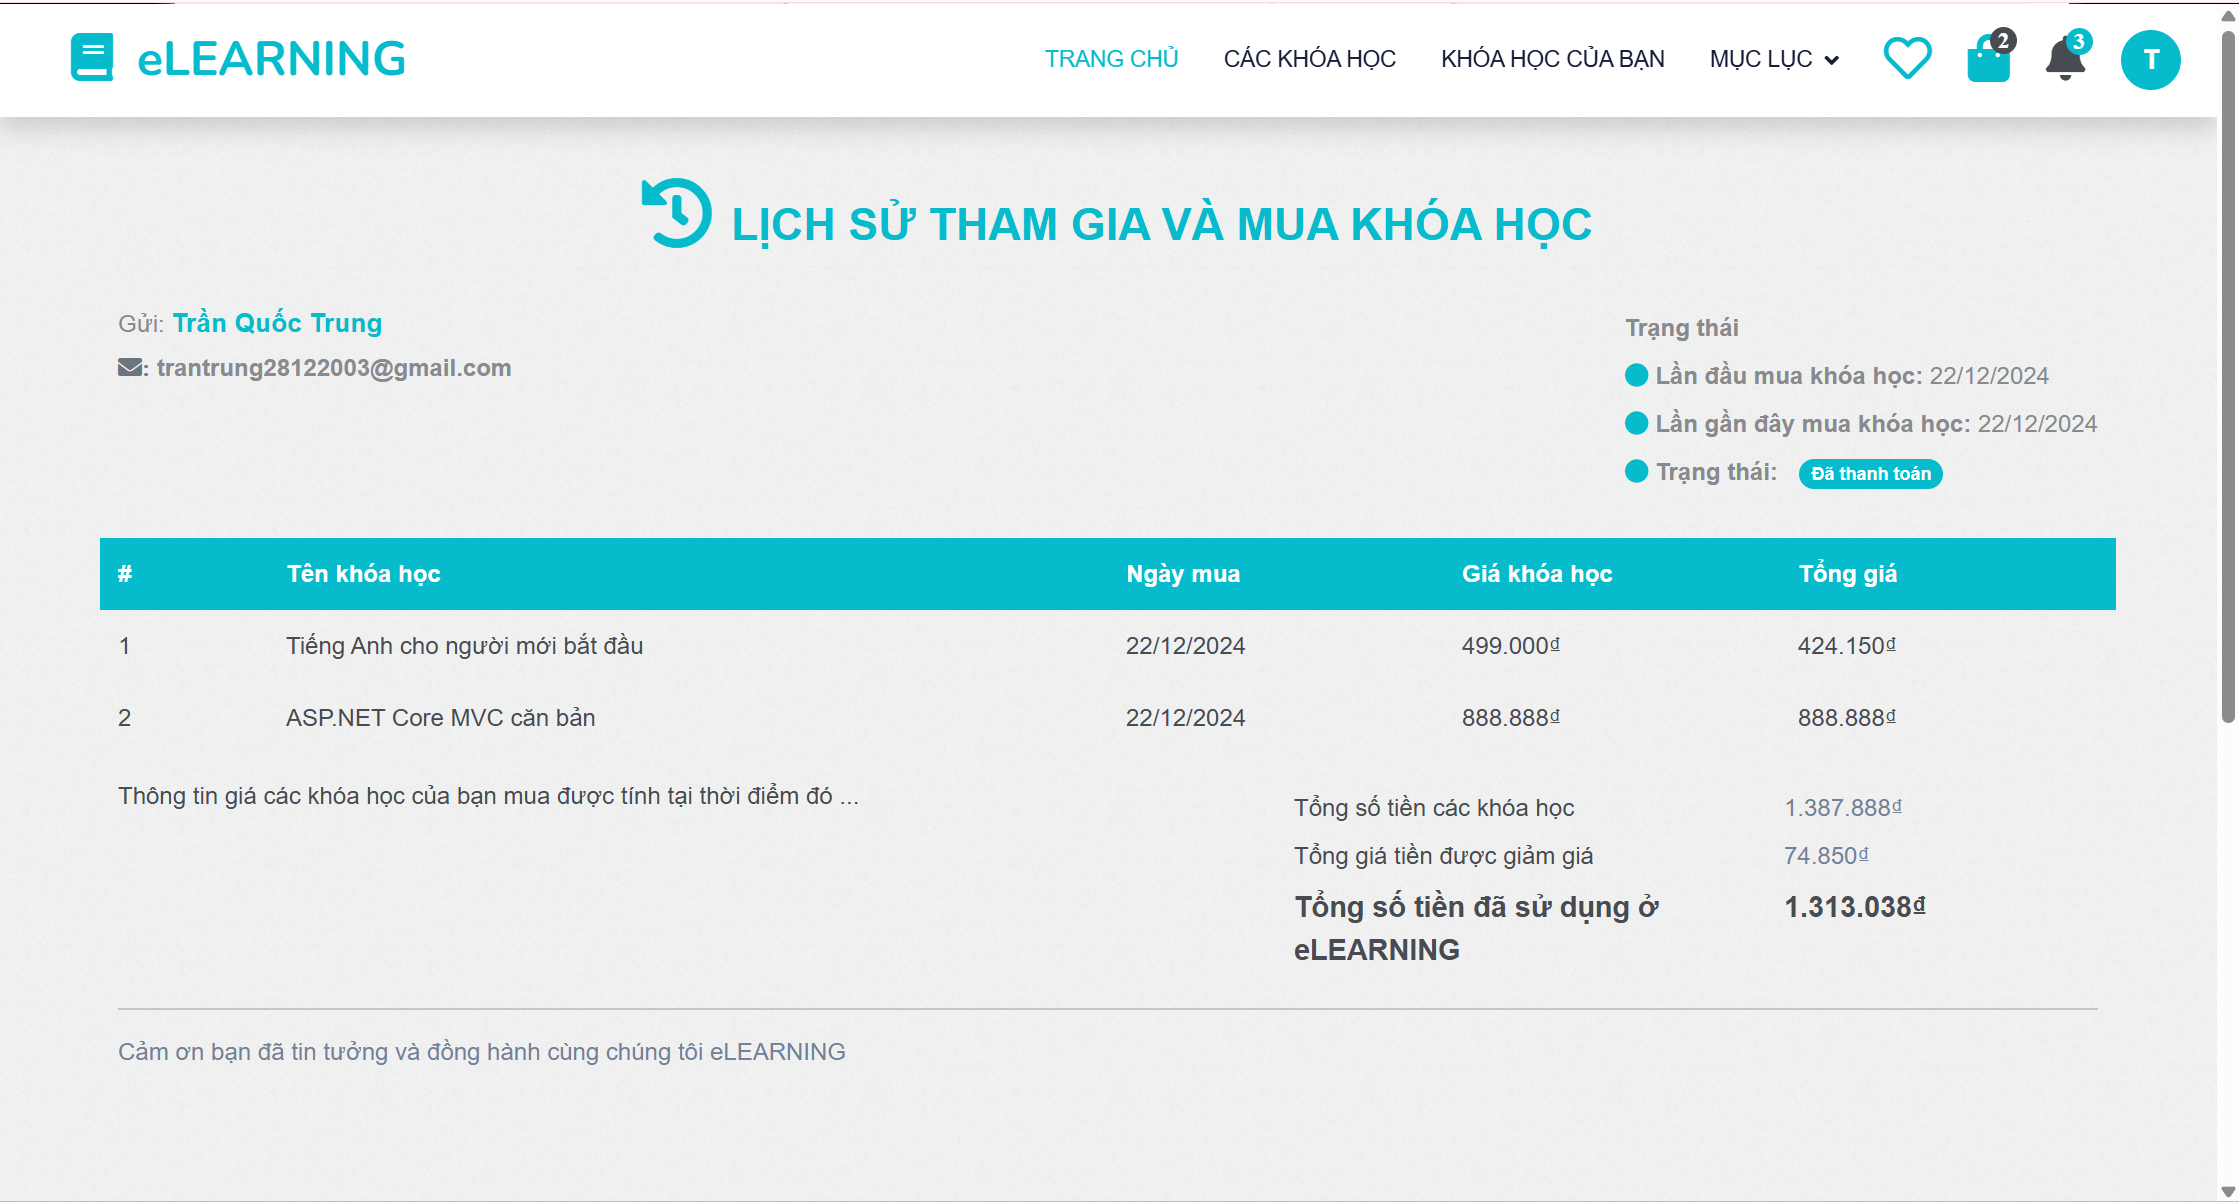 eLEARNING
TRANG CHỦ CÁC KHÓA HỌC KHÓA HỌC CỦA BẠN MỤC LỤC 2 3 T
LỊCH SỬ THAM GIA VÀ MUA KHÓA HỌC
Gửi: Trần Quốc Trung
: trantrung28122003@gmail.com
Trạng thái
Lần đầu mua khóa học: 22/12/2024
Lần gần đây mua khóa học: 22/12/2024
Trạng thái: Đã thanh toán
# Tên khóa học Ngày mua Giá khóa học Tổng giá
1 Tiếng Anh cho người mới bắt đầu 22/12/2024 499.000₫ 424.150₫
2 ASP.NET Core MVC căn bản 22/12/2024 888.888₫ 888.888₫
Thông tin giá các khóa học của bạn mua được tính tại thời điểm đó ...
Tổng số tiền các khóa học 1.387.888₫
Tổng giá tiền được giảm giá 74.850₫
Tổng số tiền đã sử dụng ở 1.313.038₫
eLEARNING
Cảm ơn bạn đã tin tưởng và đồng hành cùng chúng tôi eLEARNING